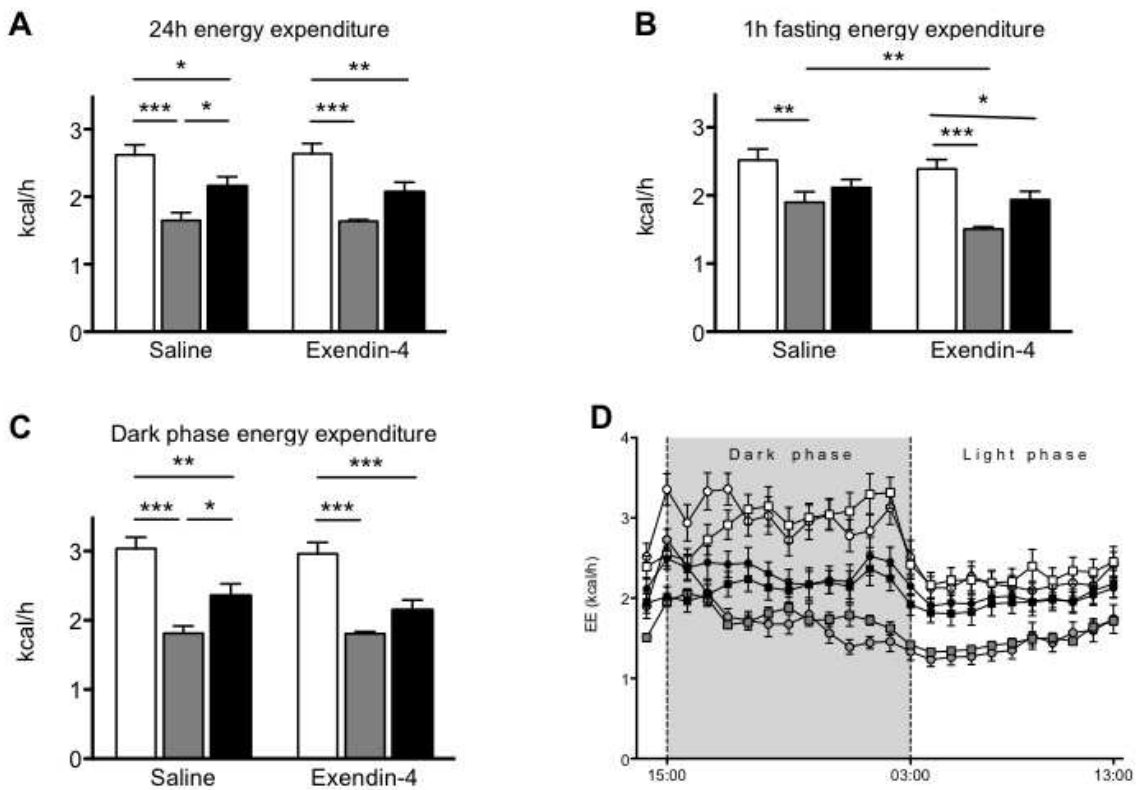 A
24h energy expenditure
*
**
***
*
***
kcal/h
3
2
1
0
Saline
Exendin-4
B
1h fasting energy expenditure
**
**
*
***
kcal/h
3
2
1
0
Saline
Exendin-4
C
Dark phase energy expenditure
**
***
***
*
***
kcal/h
3
2
1
0
Saline
Exendin-4
D
Dark phase
Light phase
EE (kcal/h)
4
3
2
1
0
15:00
03:00
13:00